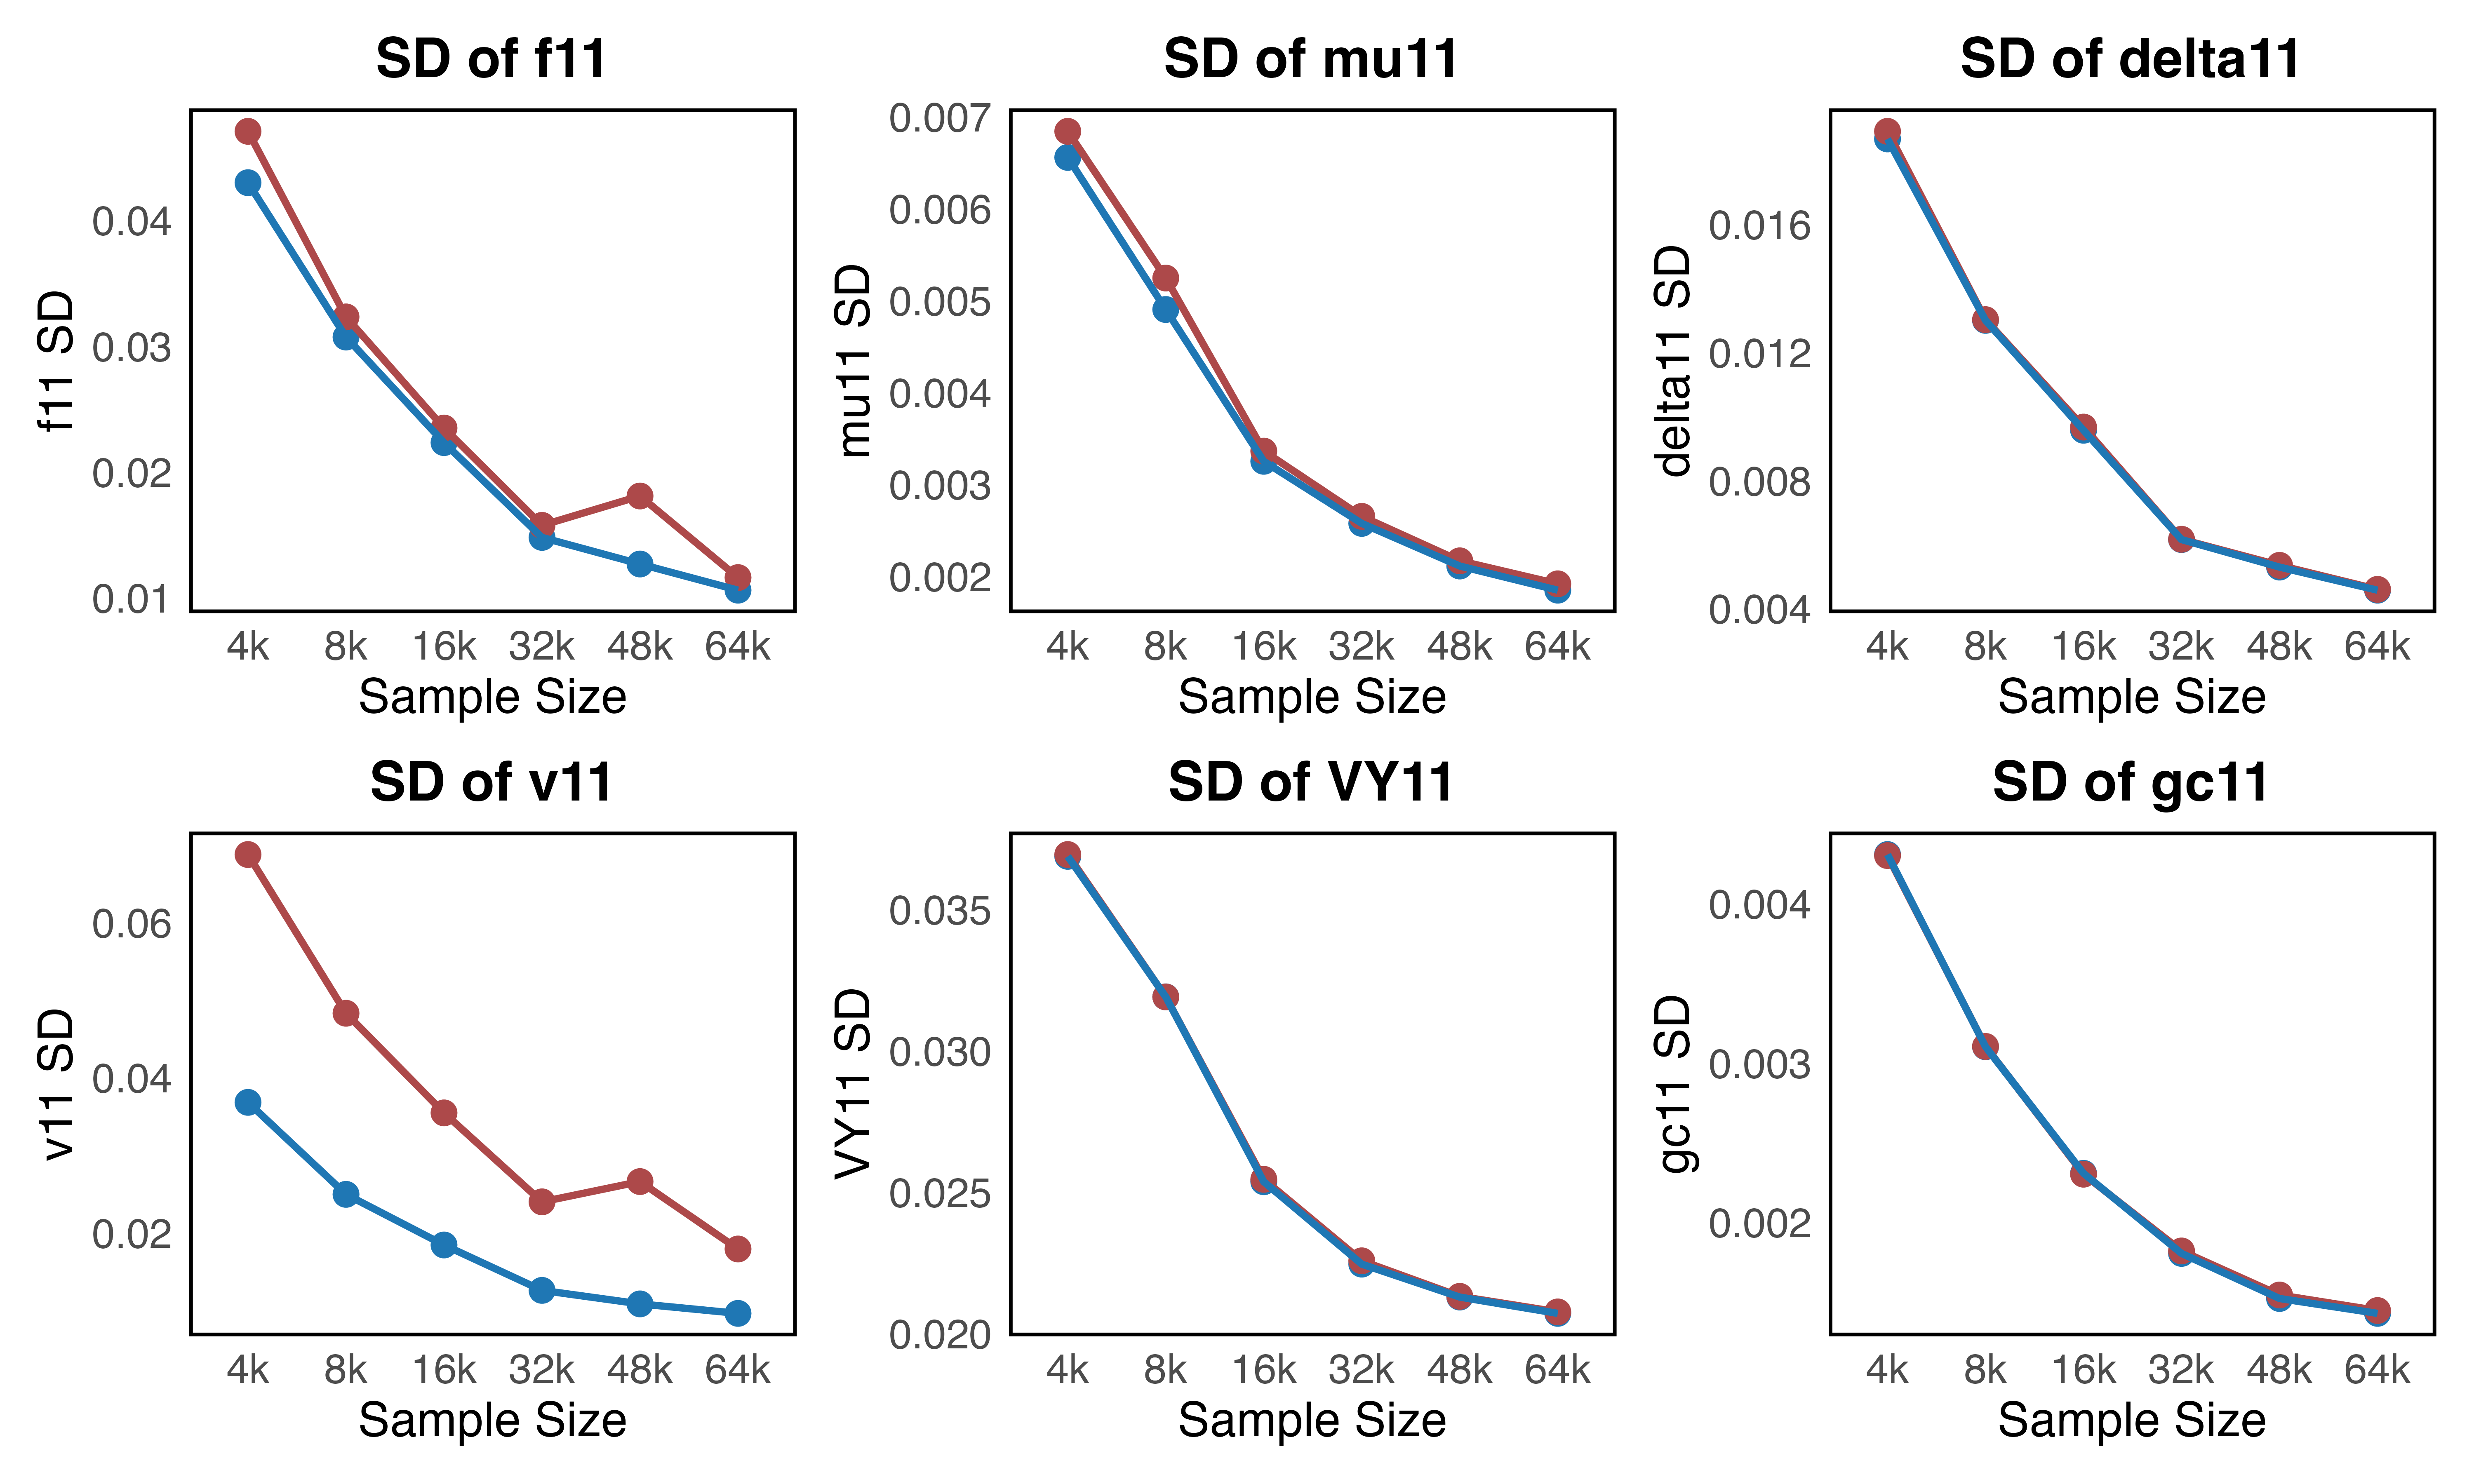 SD of f11
SD of mu11
SD of delta11
f11 SD
0.04
0.03
0.02
0.01
4k 8k 16k 32k 48k 64k
Sample Size
mu11 SD
0.007
0.006
0.005
0.004
0.003
0.002
4k 8k 16k 32k 48k 64k
Sample Size
delta11 SD
0.016
0.012
0.008
0.004
4k 8k 16k 32k 48k 64k
Sample Size
SD of v11
SD of VY11
SD of gc11
v11 SD
0.06
0.04
0.02
4k 8k 16k 32k 48k 64k
Sample Size
VY11 SD
0.035
0.030
0.025
0.020
4k 8k 16k 32k 48k 64k
Sample Size
gc11 SD
0.004
0.003
0.002
4k 8k 16k 32k 48k 64k
Sample Size